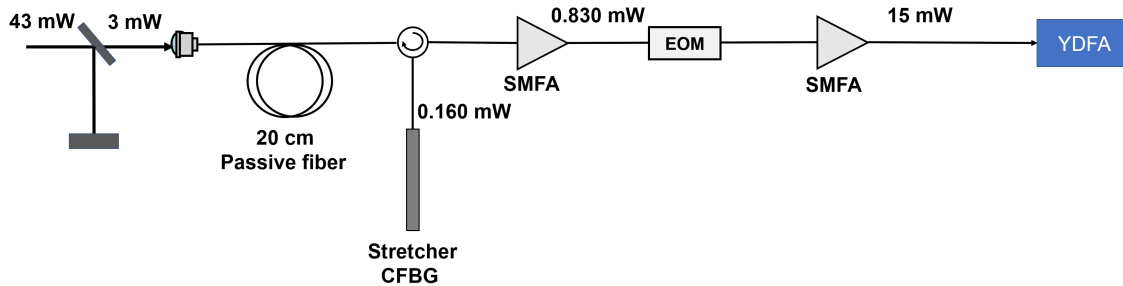 43 mW
3 mW
0.830 mW
15 mW
EOM
YDFA
SMFA
SMFA
0.160 mW
20 cm
Passive fiber
Stretcher
CFBG